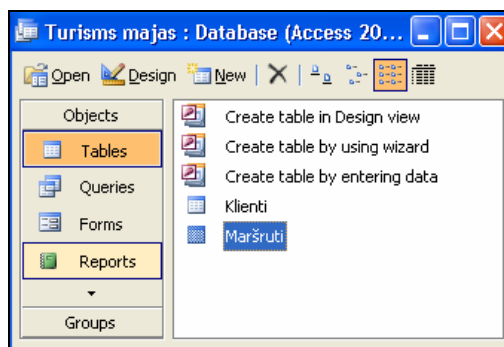 Turisms majas : Database (Access 20...
Open Design New
Objects
Tables
Queries
Forms
Reports
Groups
Create table in Design view
Create table by using wizard
Create table by entering data
Klienti
Maršruti